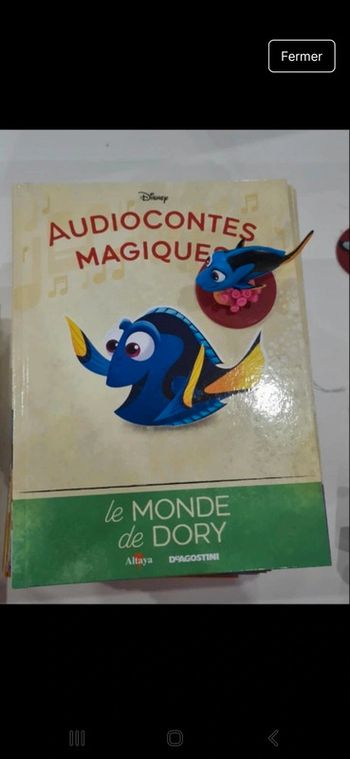 Fermer
Disney
AUDIOCONTES
MAGIQUES
le MONDE
de DORY
Altaya
DeAGOSTINI